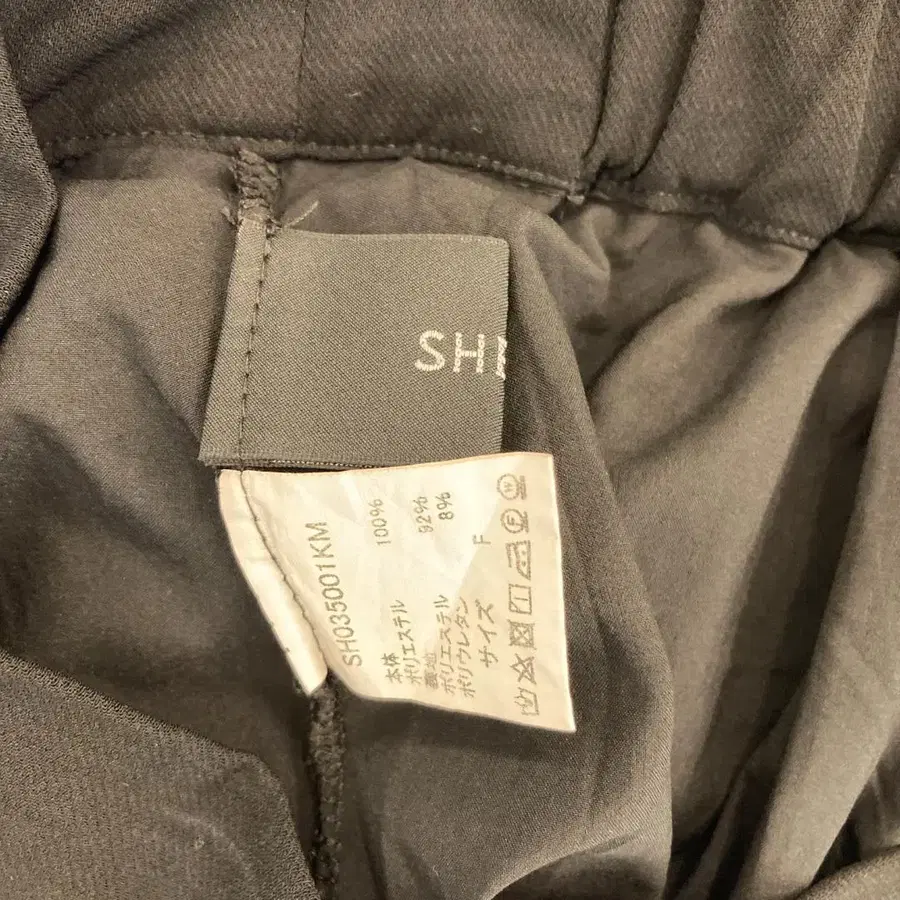 SH
SH035001KM
本体
ポリエステル 100%
裏地
ポリエステル 92%
ポリウレタン 8%
サイズ F